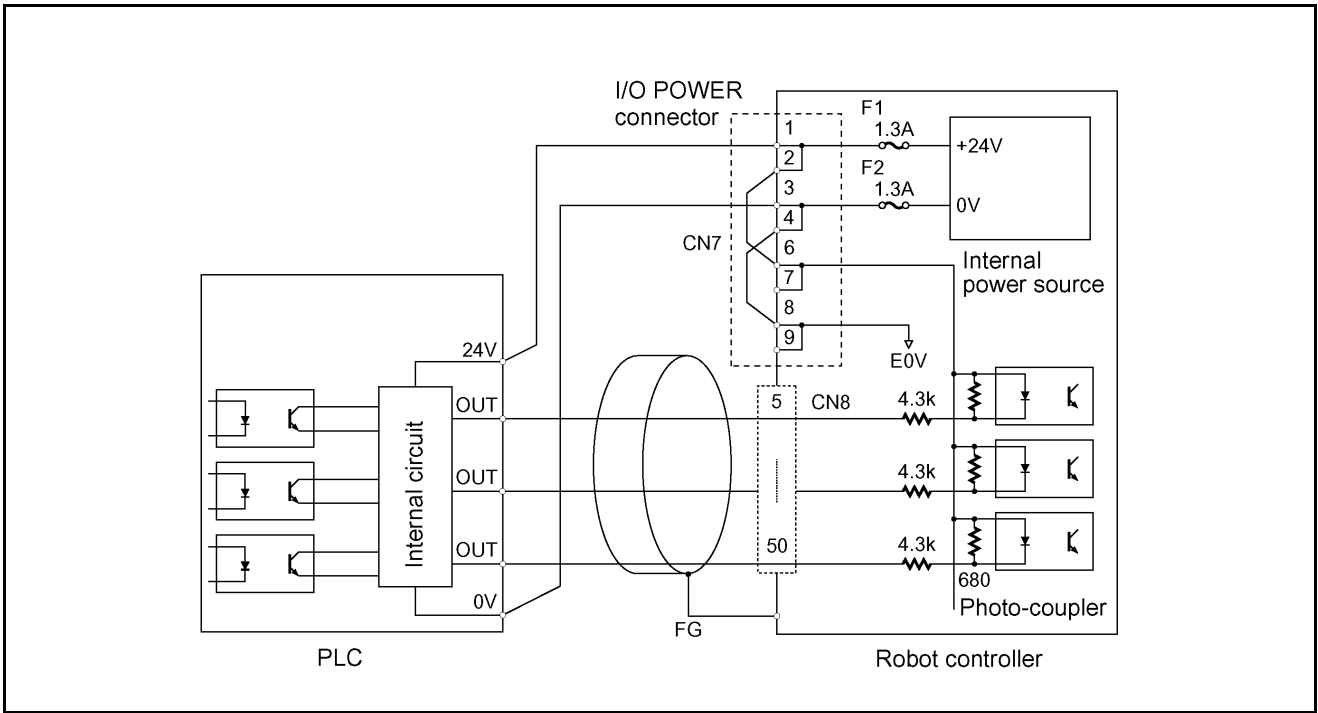 I/O POWER
connector
F1
1.3A
F2
1.3A
+24V
0V
Internal
power source
1
2
3
4
6
7
8
9
CN7
E0V
24V
OUT
OUT
OUT
0V
Internal circuit
PLC
5
50
CN8
4.3k
4.3k
4.3k
680
Photo-coupler
FG
Robot controller